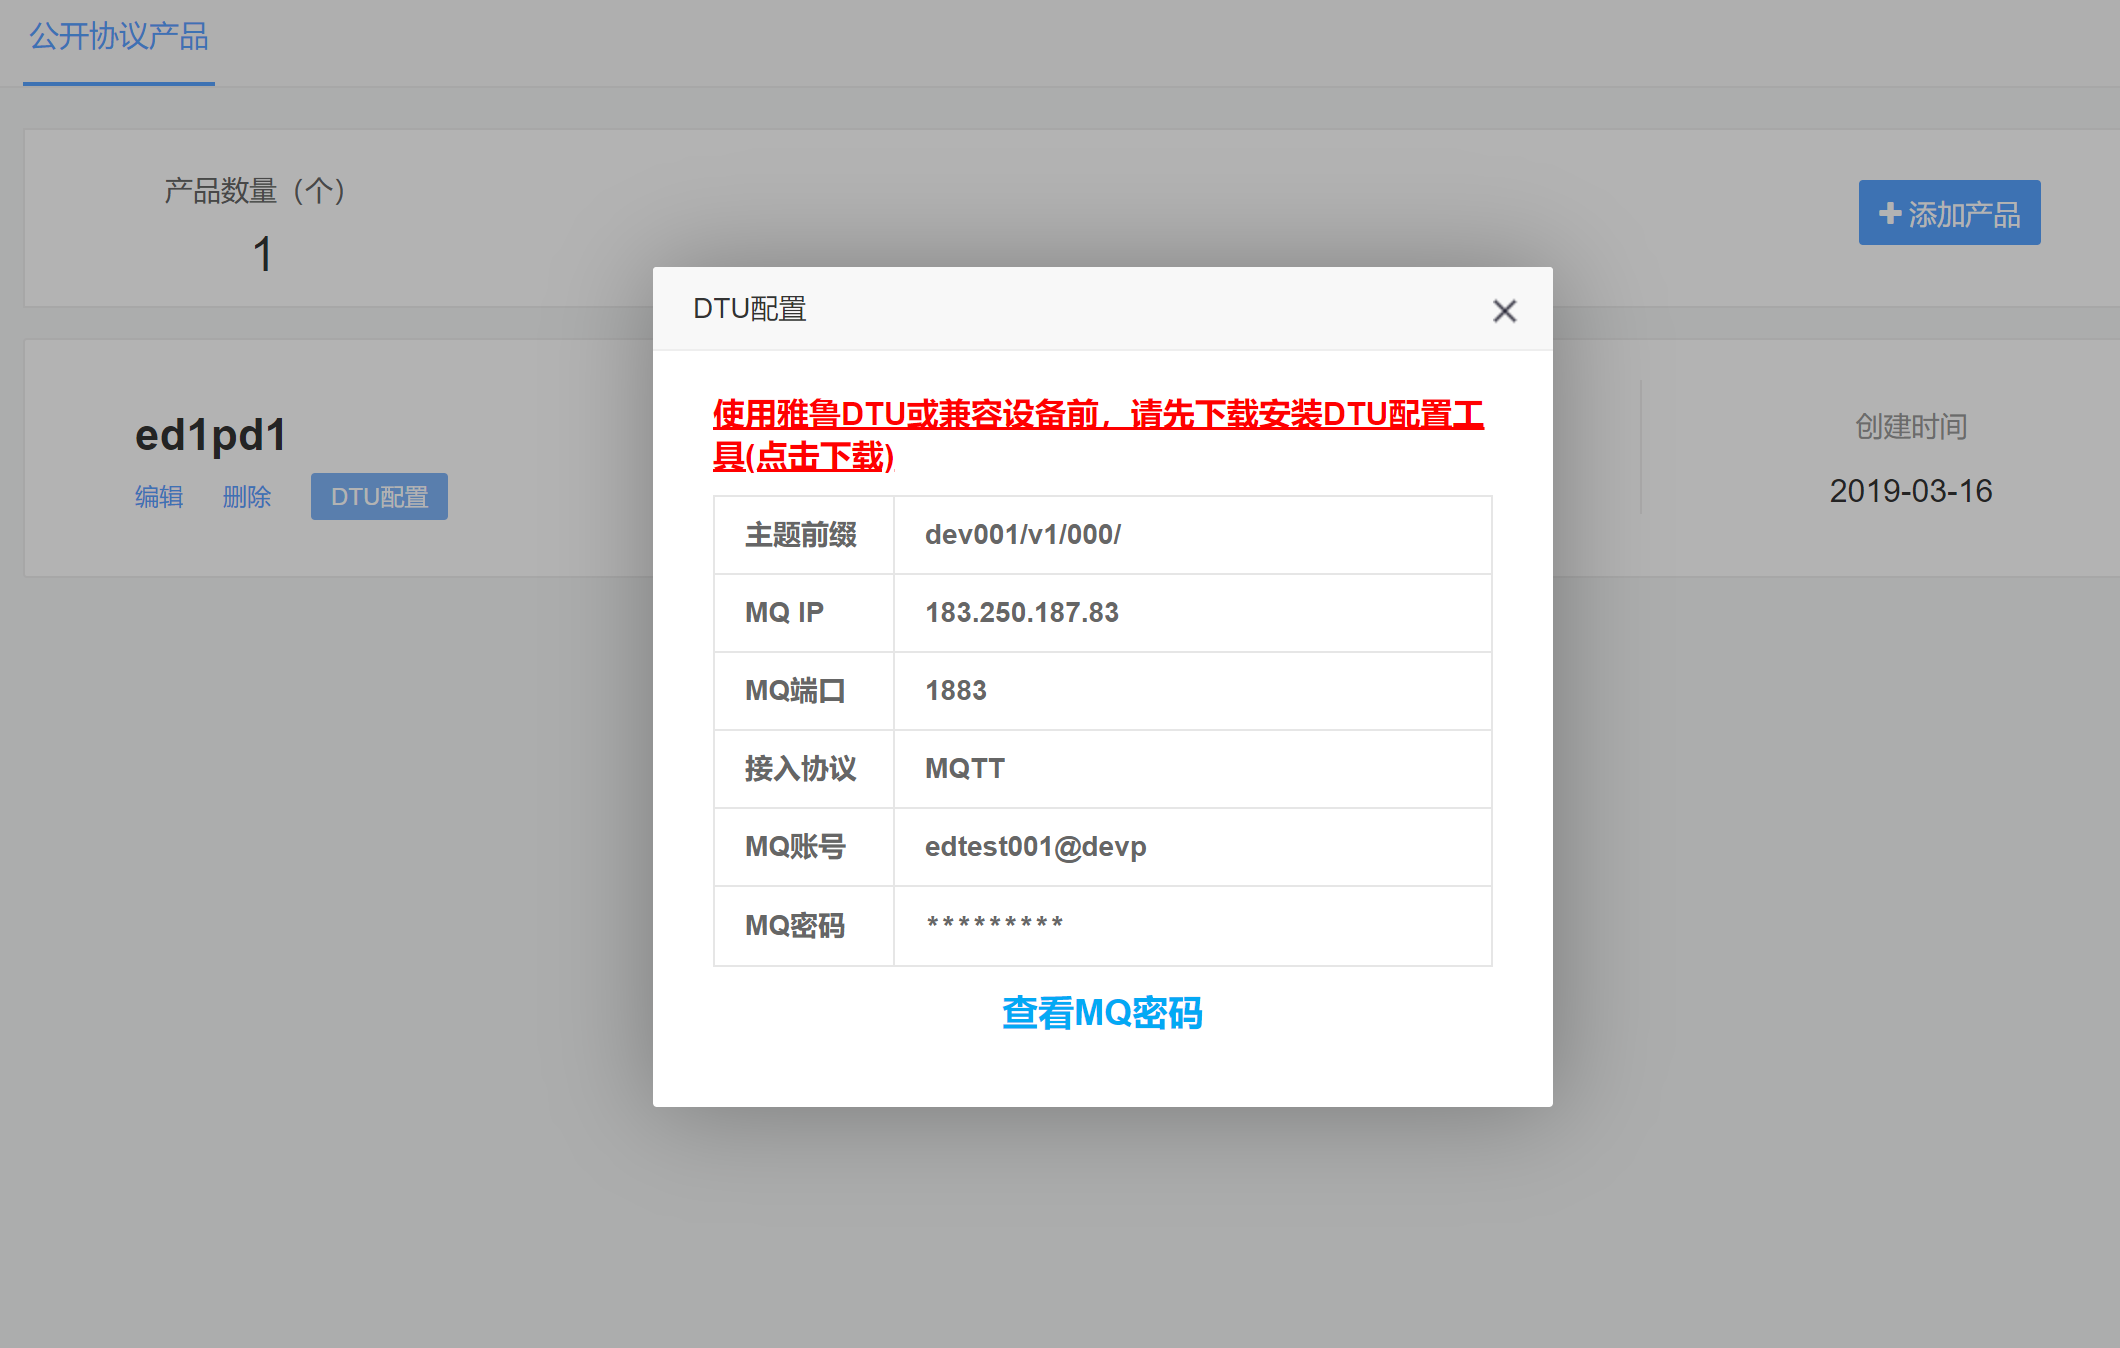 公开协议产品
产品数量（个）
1
添加产品
ed1pd1
编辑 删除 DTU配置
创建时间
2019-03-16
DTU配置
使用雅鲁DTU或兼容设备前，请先下载安装DTU配置工
具(点击下载)
主题前缀 dev001/v1/000/
MQ IP 183.250.187.83
MQ端口 1883
接入协议 MQTT
MQ账号 edtest001@devp
MQ密码 *********
查看MQ密码